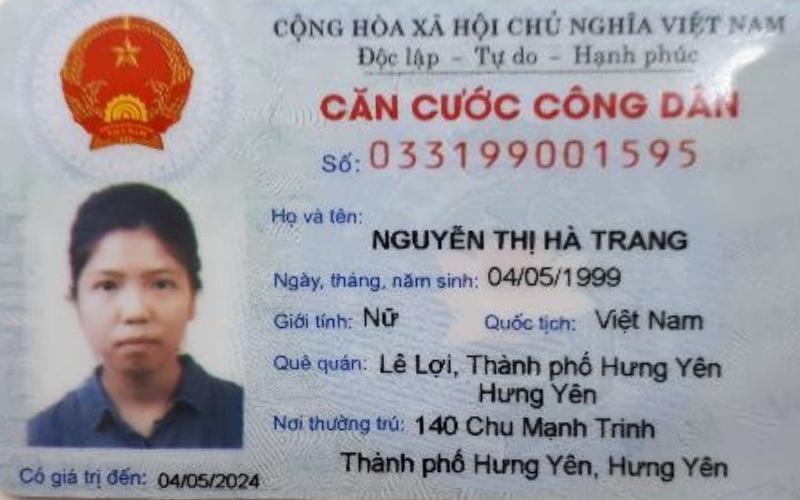 CỘNG HÒA XÃ HỘI CHỦ NGHĨA VIỆT NAM
Độc lập - Tự do - Hạnh phúc
CĂN CƯỚC CÔNG DÂN
Số: 033199001595
Họ và tên:
NGUYỄN THỊ HÀ TRANG
Ngày, tháng, năm sinh: 04/05/1999
Giới tính: Nữ Quốc tịch: Việt Nam
Quê quán: Lê Lợi, Thành phố Hưng Yên
Hưng Yên
Nơi thường trú: 140 Chu Mạnh Trinh
Thành phố Hưng Yên, Hưng Yên
Có giá trị đến: 04/05/2024